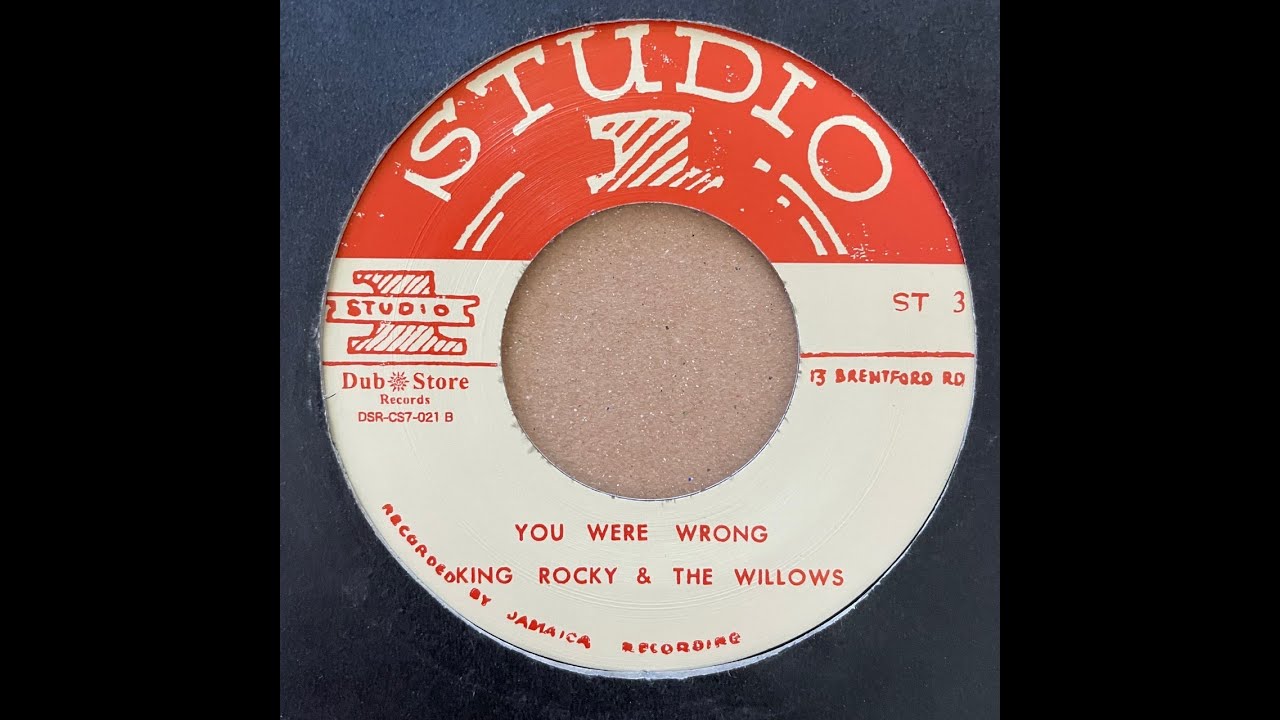 STUDIO
1
STUDIO
ST 3
13 BRENTFORD RD
Dub Store
Records
DSR-CS7-021 B
YOU WERE WRONG
KING ROCKY & THE WILLOWS
RECORDED BY JAMAICA RECORDING